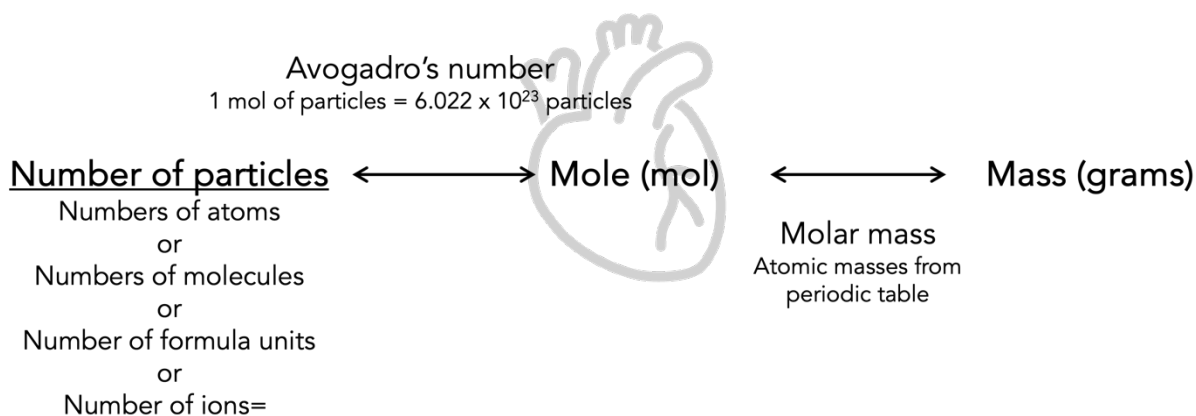 Avogadro's number
1 mol of particles = 6.022 x 10²³ particles
Number of particles
Mole (mol)
Mass (grams)
Numbers of atoms
or
Numbers of molecules
or
Number of formula units
or
Number of ions=
Molar mass
Atomic masses from
periodic table